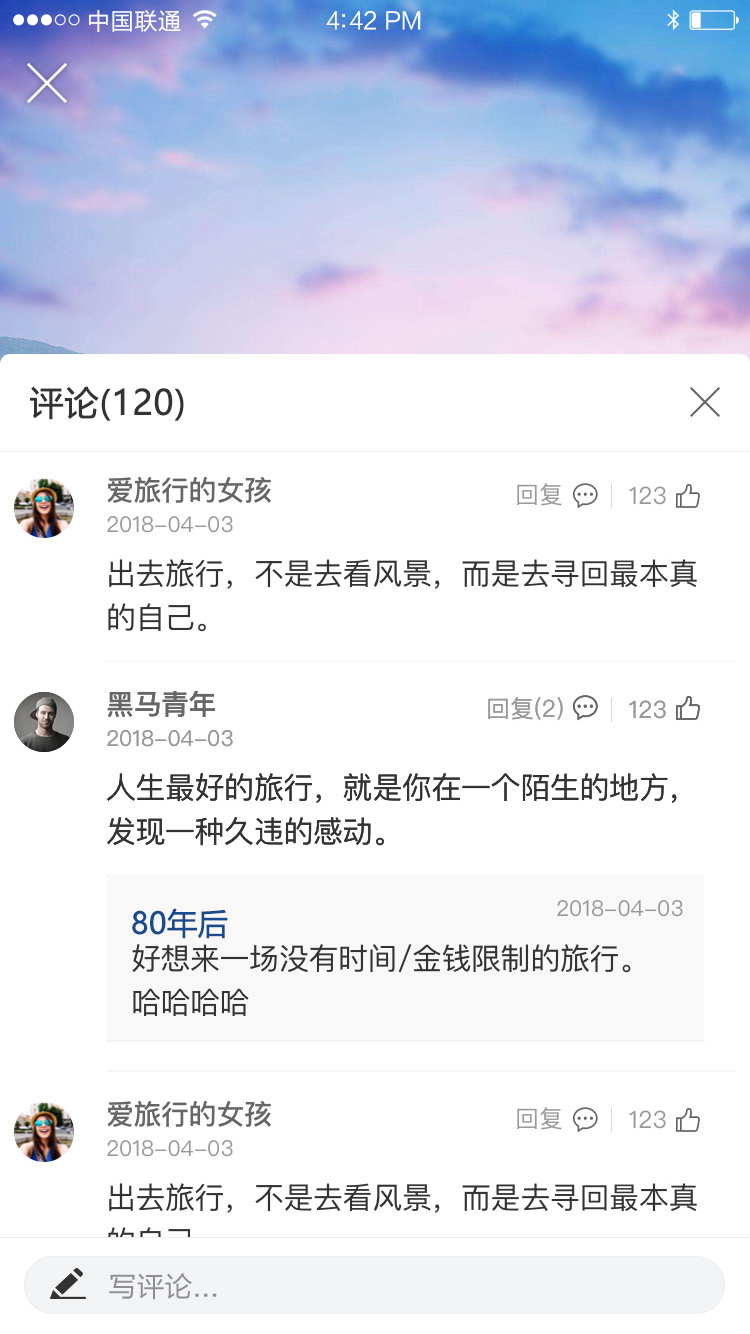 中国联通 4:42 PM
评论(120)
爱旅行的女孩 回复 123
2018-04-03
出去旅行，不是去看风景，而是去寻回最本真
的自己。
黑马青年 回复(2) 123
2018-04-03
人生最好的旅行，就是你在一个陌生的地方，
发现一种久违的感动。
80年后 2018-04-03
好想来一场没有时间/金钱限制的旅行。
哈哈哈哈
爱旅行的女孩 回复 123
2018-04-03
出去旅行，不是去看风景，而是去寻回最本真
写评论...